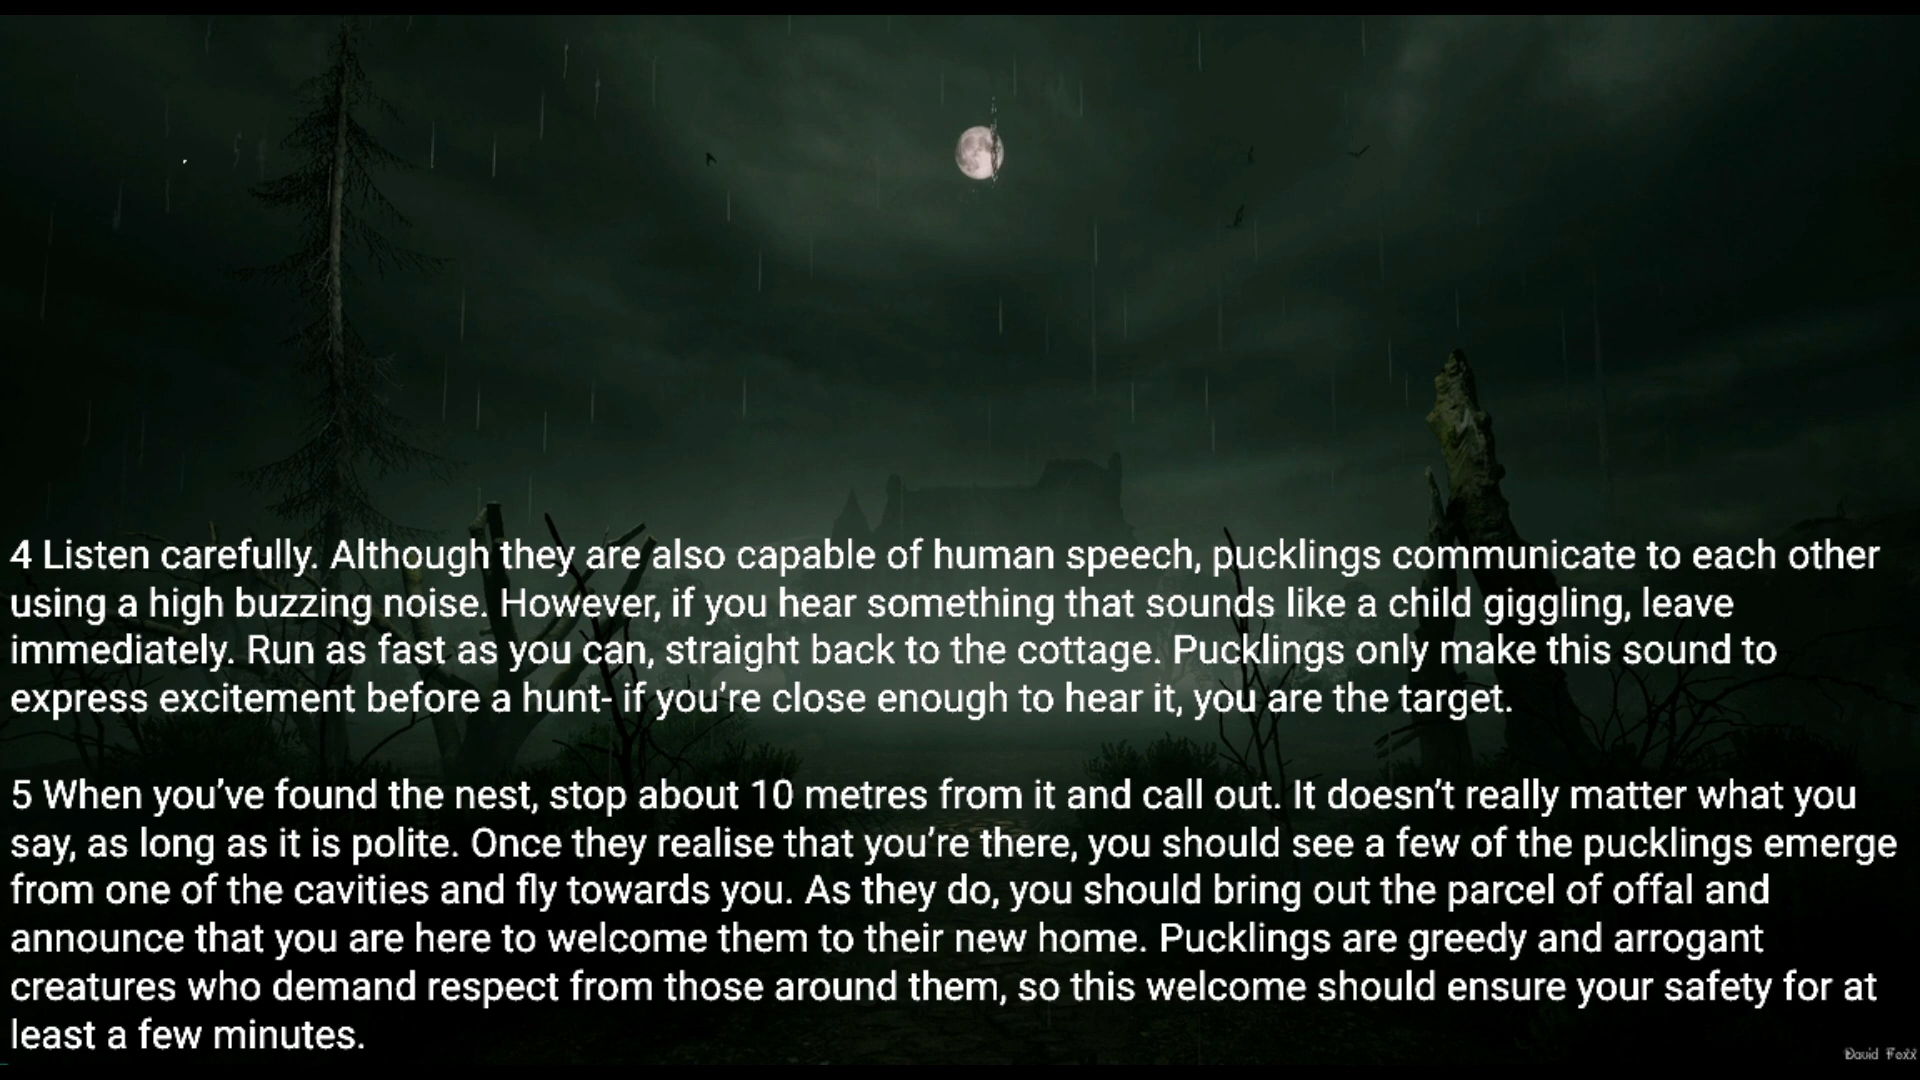 4 Listen carefully. Although they are also capable of human speech, pucklings communicate to each other
using a high buzzing noise. However, if you hear something that sounds like a child giggling, leave
immediately. Run as fast as you can, straight back to the cottage. Pucklings only make this sound to
express excitement before a hunt- if you’re close enough to hear it, you are the target.
5 When you’ve found the nest, stop about 10 metres from it and call out. It doesn’t really matter what you
say, as long as it is polite. Once they realise that you’re there, you should see a few of the pucklings emerge
from one of the cavities and fly towards you. As they do, you should bring out the parcel of offal and
announce that you are here to welcome them to their new home. Pucklings are greedy and arrogant
creatures who demand respect from those around them, so this welcome should ensure your safety for at
least a few minutes.
David Foxx